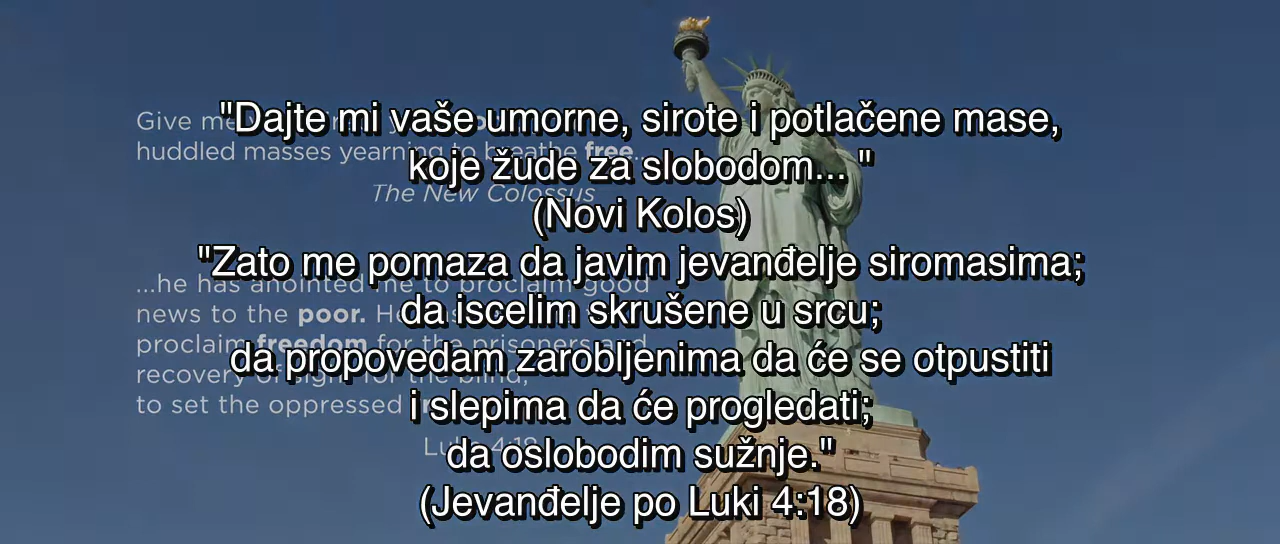 "Dajte mi vaše umorne, sirote i potlačene mase,
koje žude za slobodom... "
(Novi Kolos)
"Zato me pomaza da javim jevanđelje siromasima;
da iscelim skrušene u srcu;
da propovedam zarobljenima da će se otpustiti
i slepima da će progledati;
da oslobodim sužnje."
(Jevanđelje po Luki 4:18)
Give me
huddled masses yearning to breathe free...
The New Colossus
...he has anointed me to proclaim good
news to the poor. He
proclaim freedom for the prisoners and
recovery of sight for the blind,
to set the oppressed
Luke 4:18